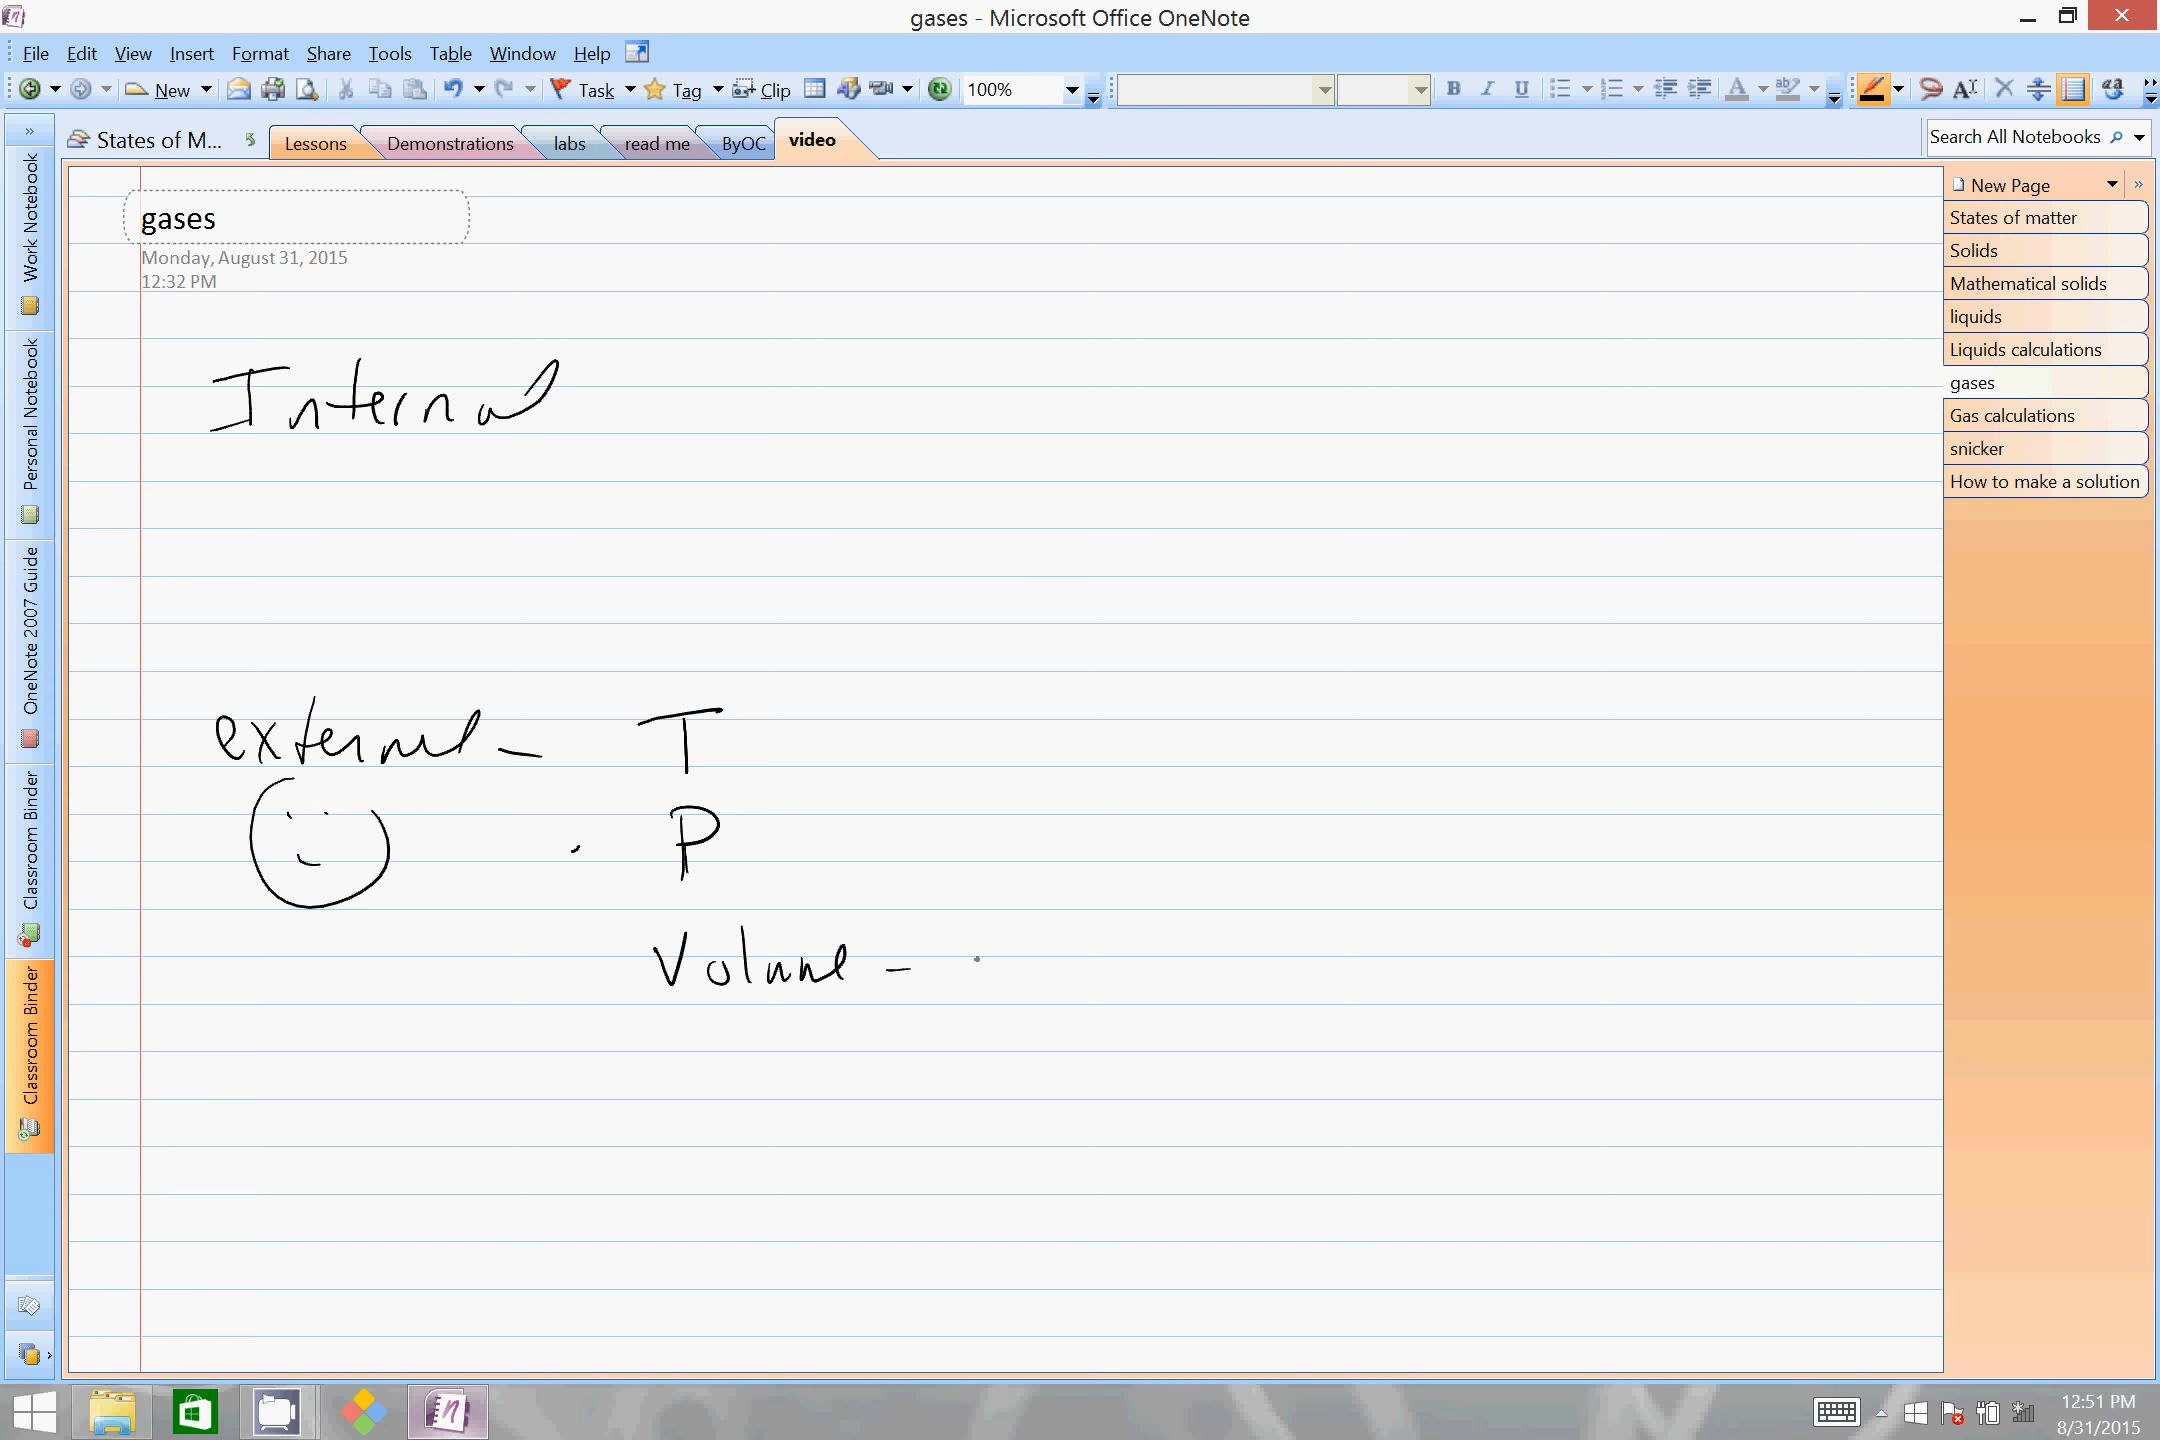 gases - Microsoft Office OneNote
File Edit View Insert Format Share Tools Table Window Help
New Task Tag Clip 100% B I U
States of M... Lessons Demonstrations labs read me ByOC video Search All Notebooks
Work Notebook
Personal Notebook
OneNote 2007 Guide
Classroom Binder
Classroom Binder
gases
Monday, August 31, 2015
12:32 PM
Internal
external - T
P
Volume -
New Page
States of matter
Solids
Mathematical solids
liquids
Liquids calculations
gases
Gas calculations
snicker
How to make a solution
12:51 PM
8/31/2015